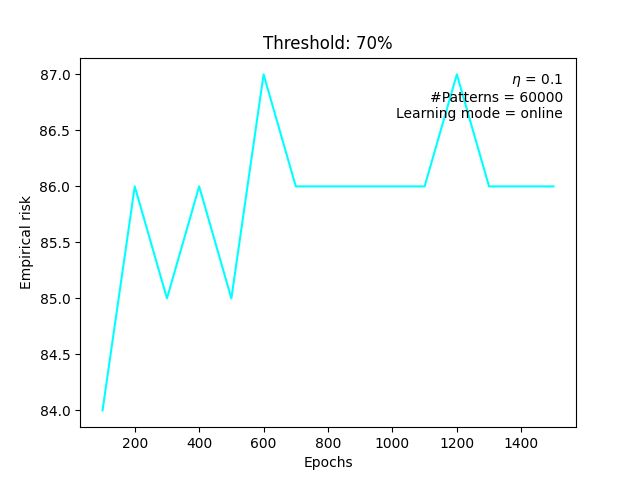 Threshold: 70%
η = 0.1
#Patterns = 60000
Learning mode = online
Empirical risk
87.0
86.5
86.0
85.5
85.0
84.5
84.0
200 400 600 800 1000 1200 1400
Epochs